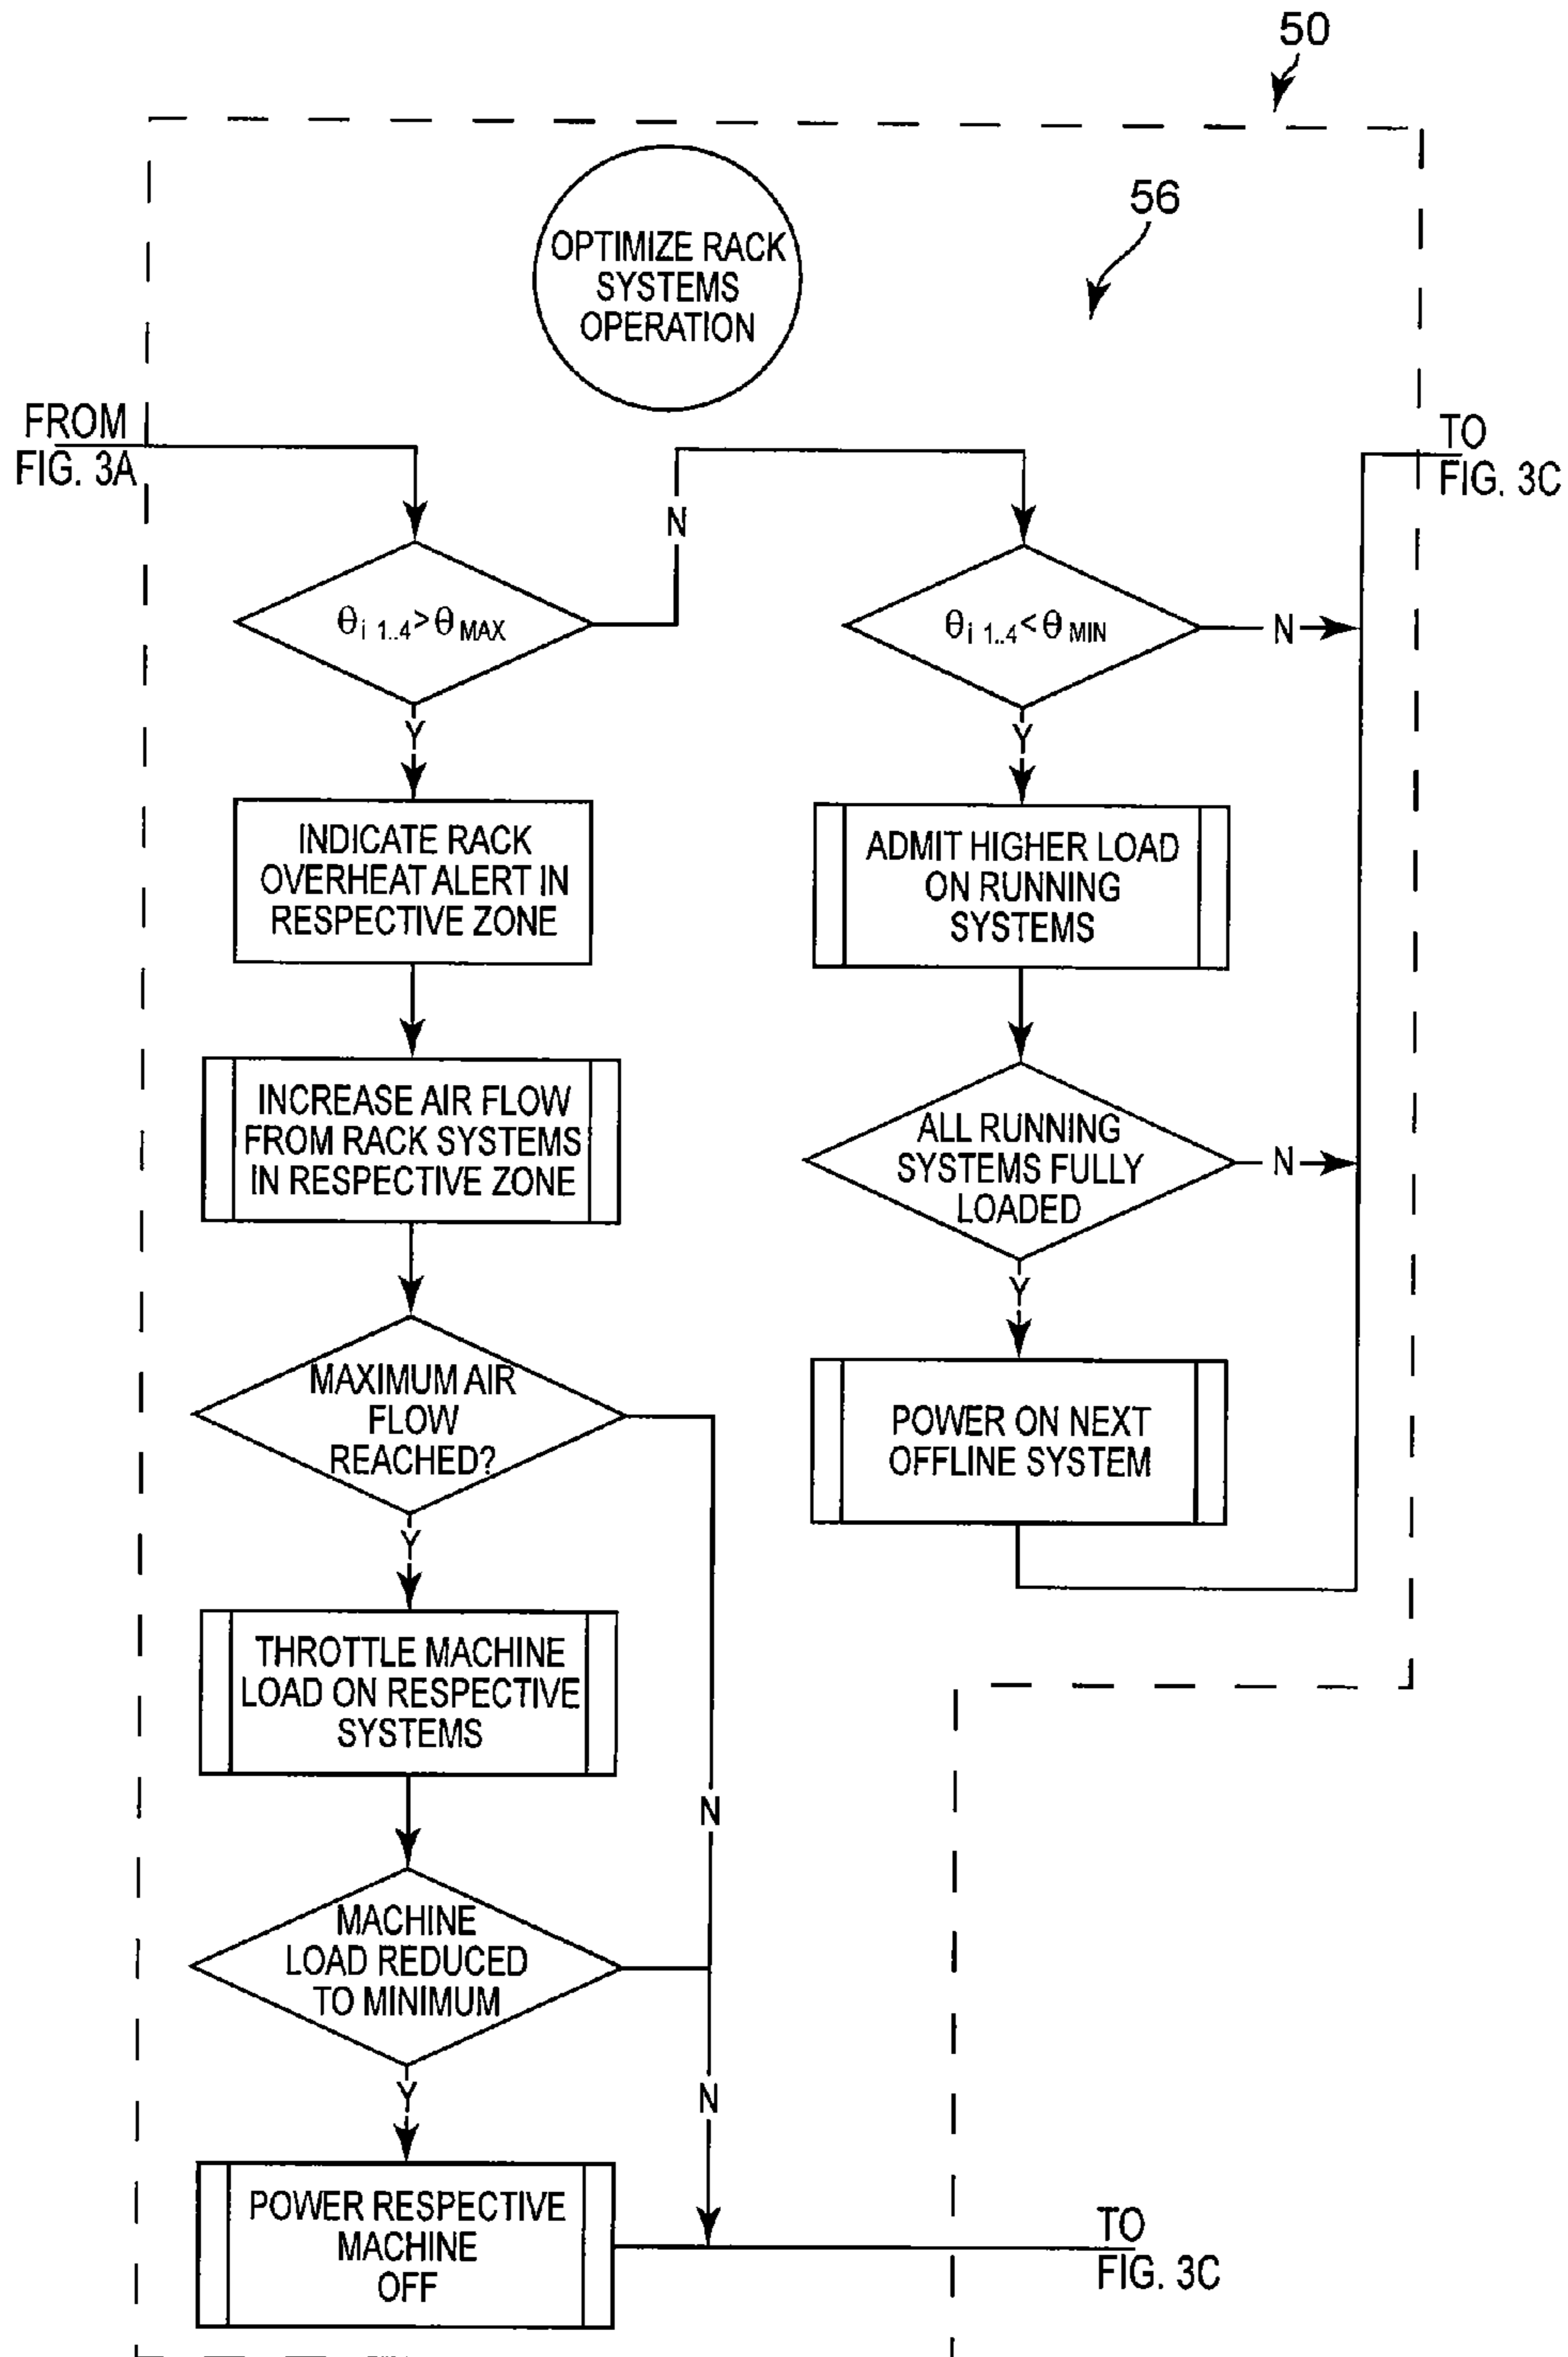 50
56
OPTIMIZE RACK
SYSTEMS
OPERATION
FROM
FIG. 3A
TO
FIG. 3C
N
θi 1..4>θMAX
θi 1..4<θMIN
N
Y
Y
INDICATE RACK
OVERHEAT ALERT IN
RESPECTIVE ZONE
ADMIT HIGHER LOAD
ON RUNNING
SYSTEMS
INCREASE AIR FLOW
FROM RACK SYSTEMS
IN RESPECTIVE ZONE
ALL RUNNING
SYSTEMS FULLY
LOADED
N
Y
MAXIMUM AIR
FLOW
REACHED?
POWER ON NEXT
OFFLINE SYSTEM
Y
THROTTLE MACHINE
LOAD ON RESPECTIVE
SYSTEMS
N
MACHINE
LOAD REDUCED
TO MINIMUM
Y
N
POWER RESPECTIVE
MACHINE
OFF
TO
FIG. 3C